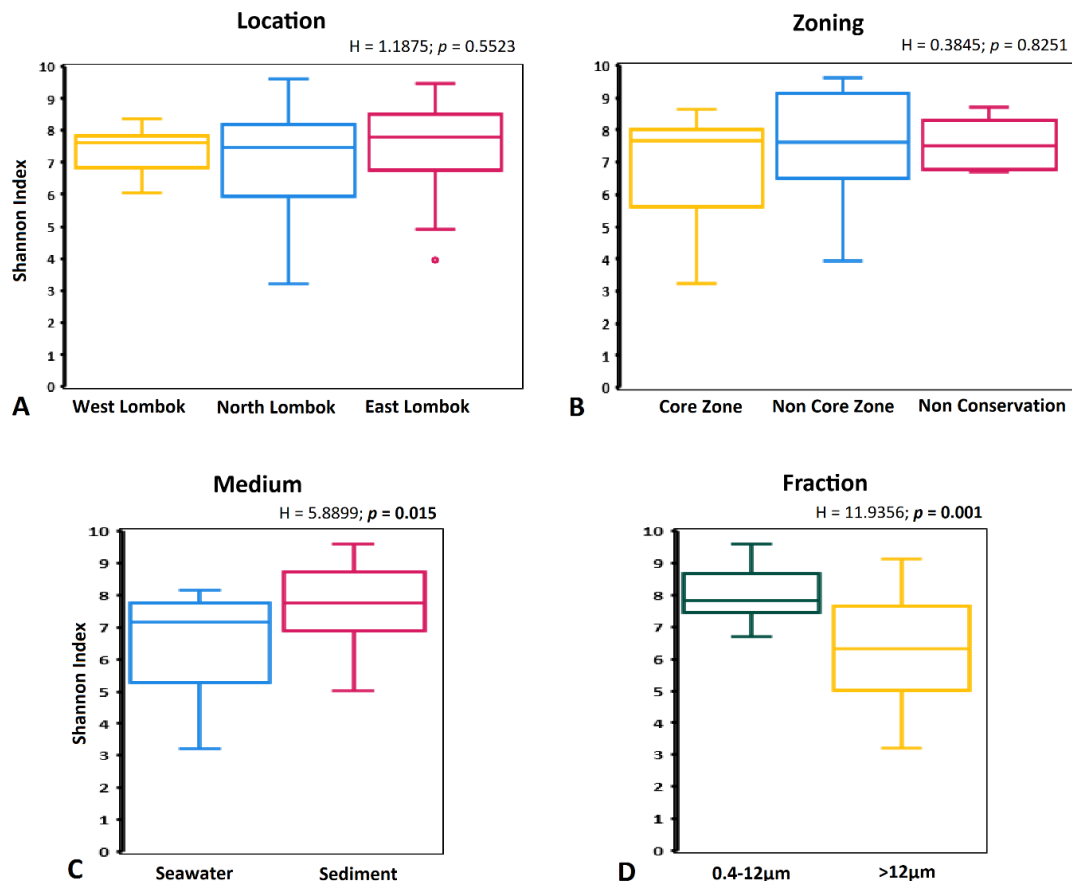 Location
H = 1.1875; p = 0.5523
Shannon Index
10
9
8
7
6
5
4
3
2
1
0
West Lombok North Lombok East Lombok
A
Zoning
H = 0.3845; p = 0.8251
10
9
8
7
6
5
4
3
2
1
0
Core Zone Non Core Zone Non Conservation
B
Medium
H = 5.8899; p = 0.015
Shannon Index
10
9
8
7
6
5
4
3
2
1
0
Seawater Sediment
C
Fraction
H = 11.9356; p = 0.001
10
9
8
7
6
5
4
3
2
1
0
0.4-12µm >12µm
D